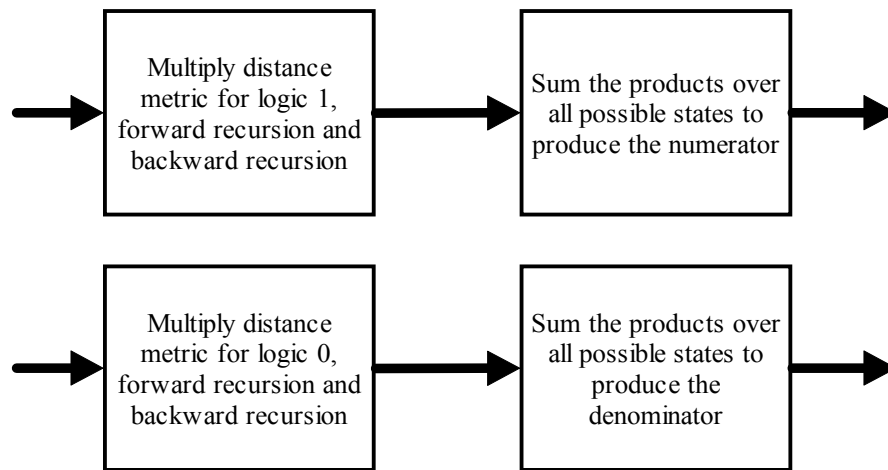 Multiply distance
metric for logic 1,
forward recursion and
backward recursion
Sum the products over
all possible states to
produce the numerator
Multiply distance
metric for logic 0,
forward recursion and
backward recursion
Sum the products over
all possible states to
produce the
denominator